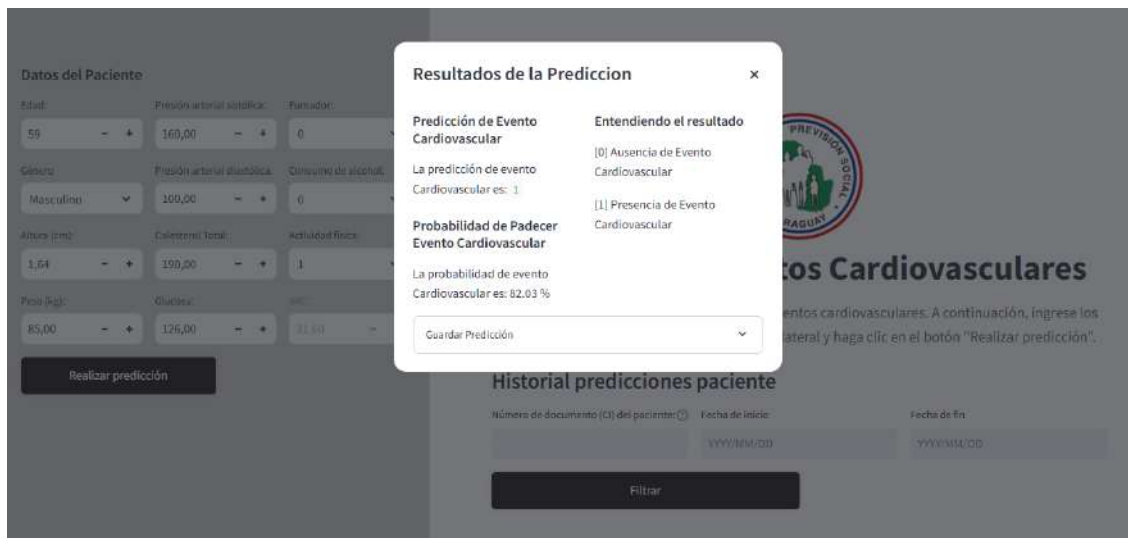 Datos del Paciente
Edad:
Presión arterial sistólica:
Fumador:
59
-
+
160,00
-
+
0
Género
Presión arterial diastólica:
Consumo de alcohol:
Masculino
100,00
-
+
0
Altura (cm):
Colesterol Total:
Actividad física:
1,64
-
+
190,00
-
+
1
Peso (kg):
Glucosa:
IMC:
85,00
-
+
126,00
-
+
31,60
-
Realizar predicción
Resultados de la Prediccion
×
Predicción de Evento
Cardiovascular
La predicción de evento
Cardiovascular es: 1
Probabilidad de Padecer
Evento Cardiovascular
La probabilidad de evento
Cardiovascular es: 82.03 %
Entendiendo el resultado
[0] Ausencia de Evento
Cardiovascular
[1] Presencia de Evento
Cardiovascular
Guardar Predicción
PREVISIÓN SOCIAL
RAGUAY
tos Cardiovasculares
entos cardiovasculares. A continuación, ingrese los
ateral y haga clic en el botón "Realizar predicción".
Historial predicciones paciente
Número de documento (CI) del paciente:
Fecha de inicio
Fecha de fin
YYYY/MM/DD
YYYY/MM/DD
Filtrar